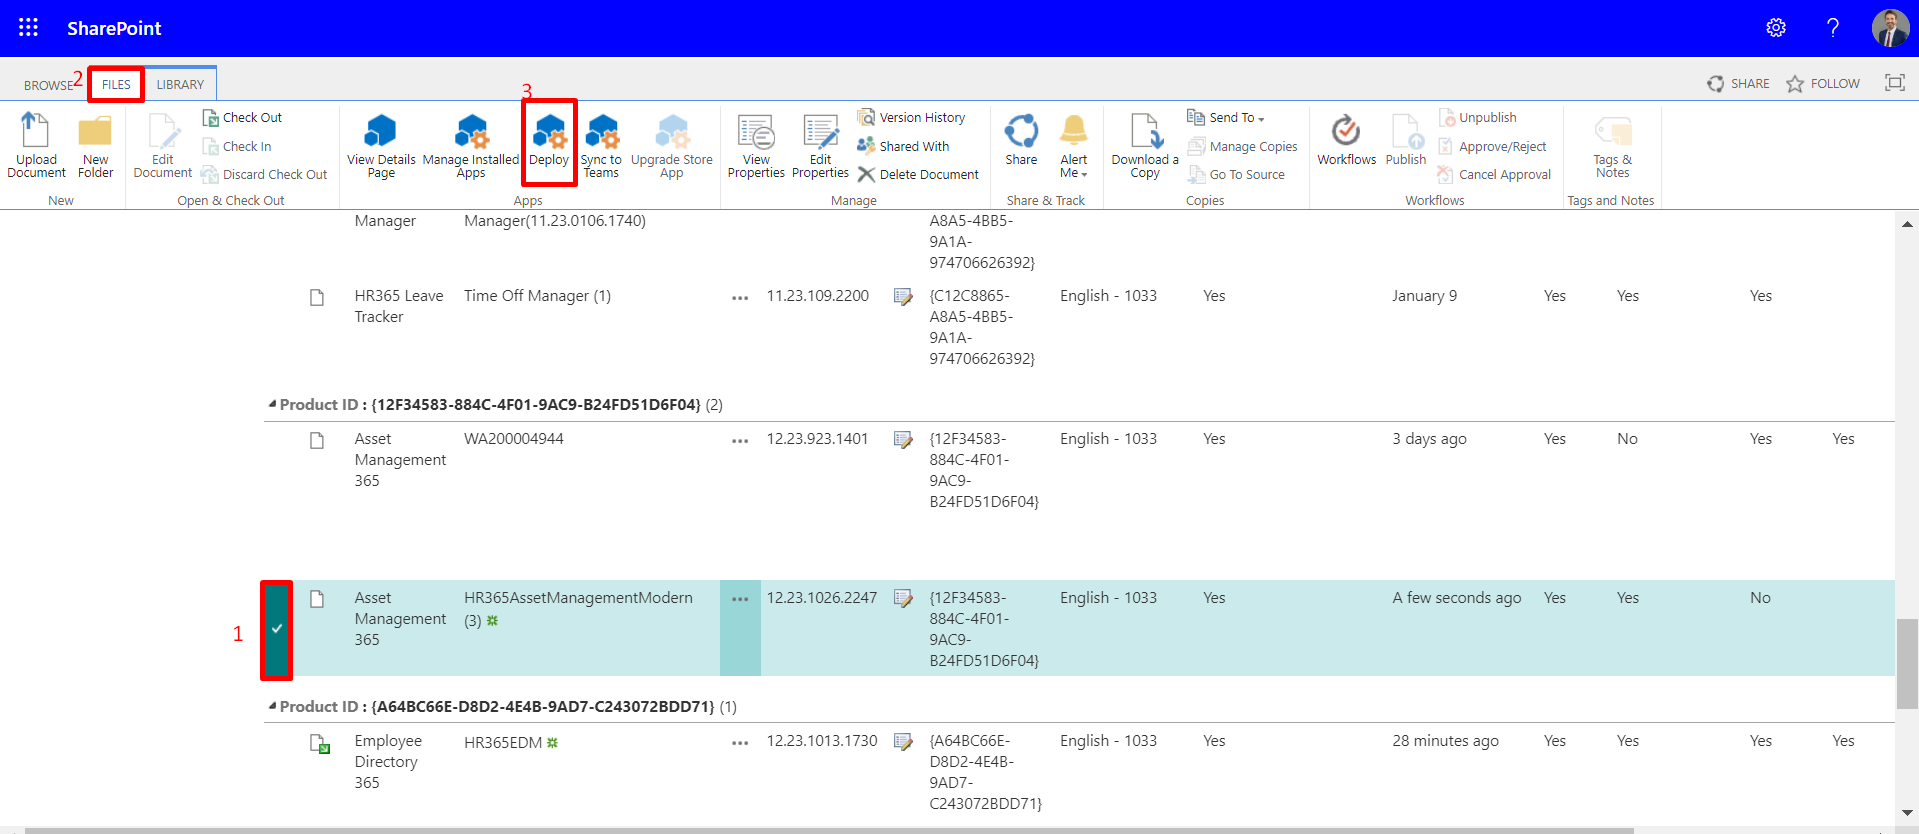 SharePoint
BROWSE
2
FILES
LIBRARY
SHARE
FOLLOW
3
Upload Document
New Folder
New
Edit Document
Check Out
Check In
Discard Check Out
Open & Check Out
View Details Page
Manage Installed Apps
Deploy
Sync to Teams
Upgrade Store App
Apps
View Properties
Edit Properties
Version History
Shared With
Delete Document
Manage
Share
Alert Me
Share & Track
Download a Copy
Send To
Manage Copies
Go To Source
Copies
Workflows
Publish
Unpublish
Approve/Reject
Cancel Approval
Workflows
Tags & Notes
Tags and Notes
Manager Manager(11.23.0106.1740) A8A5-4BB5-
9A1A-
974706626392}
HR365 Leave Time Off Manager (1) ... 11.23.109.2200 {C12C8865- English - 1033 Yes January 9 Yes Yes Yes
Tracker A8A5-4BB5-
9A1A-
974706626392}
Product ID : {12F34583-884C-4F01-9AC9-B24FD51D6F04} (2)
Asset WA200004944 ... 12.23.923.1401 {12F34583- English - 1033 Yes 3 days ago Yes No Yes Yes
Management 884C-4F01-
365 9AC9-
B24FD51D6F04}
1
Asset HR365AssetManagementModern ... 12.23.1026.2247 {12F34583- English - 1033 Yes A few seconds ago Yes Yes No
Management (3) 884C-4F01-
365 9AC9-
B24FD51D6F04}
Product ID : {A64BC66E-D8D2-4E4B-9AD7-C243072BDD71} (1)
Employee HR365EDM ... 12.23.1013.1730 {A64BC66E- English - 1033 Yes 28 minutes ago Yes Yes Yes Yes
Directory D8D2-4E4B-
365 9AD7-
C243072BDD71}